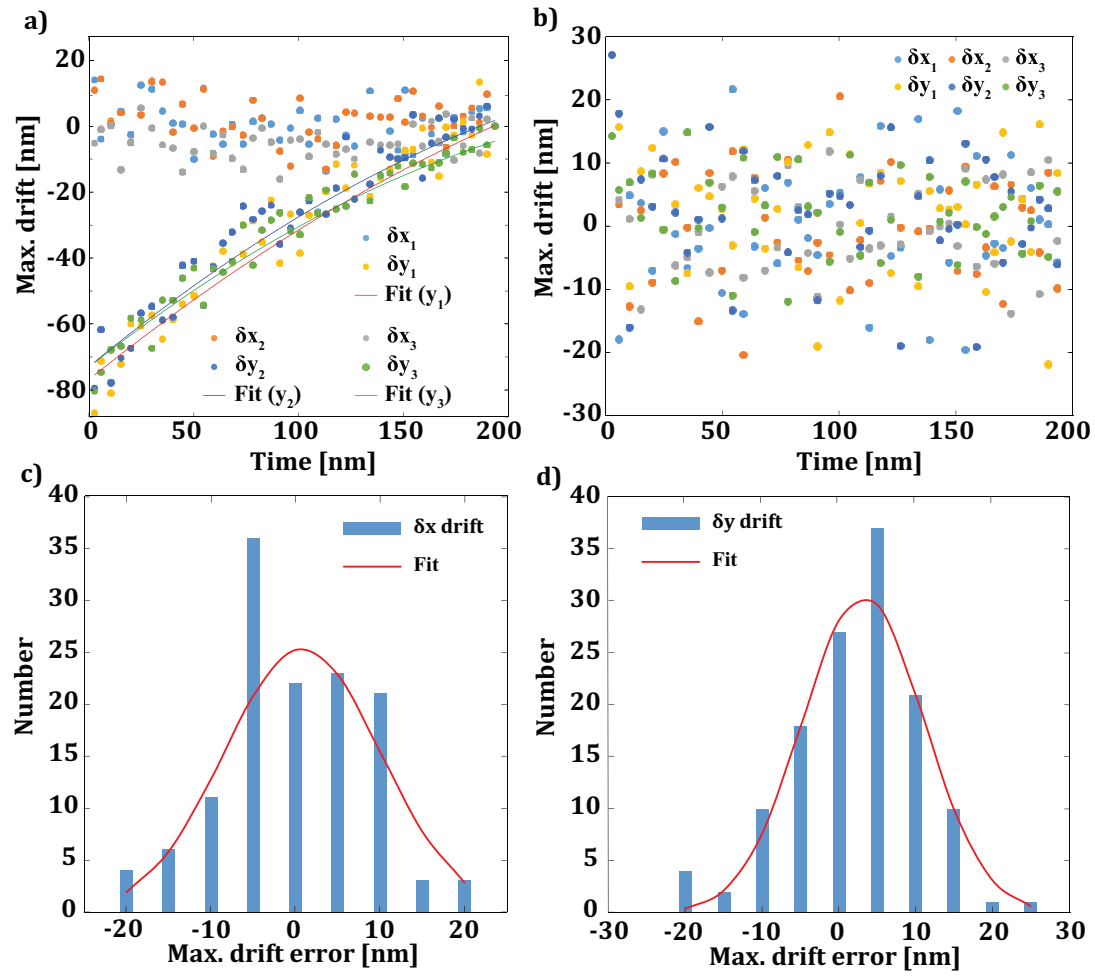 a)
Max. drift [nm]
20
0
-20
-40
-60
-80
0
50
100
150
200
Time [nm]
δx₁
δy₁
Fit (y₁)
δx₂
δx₃
δy₂
δy₃
Fit (y₂)
Fit (y₃)
b)
Max. drift [nm]
30
20
10
0
-10
-20
-30
0
50
100
150
200
Time [nm]
δx₁ δx₂ δx₃
δy₁ δy₂ δy₃
c)
Number
40
35
30
25
20
15
10
5
0
-20
-10
0
10
20
Max. drift error [nm]
δx drift
Fit
d)
Number
40
35
30
25
20
15
10
5
0
-30
-20
-10
0
10
20
30
Max. drift error [nm]
δy drift
Fit